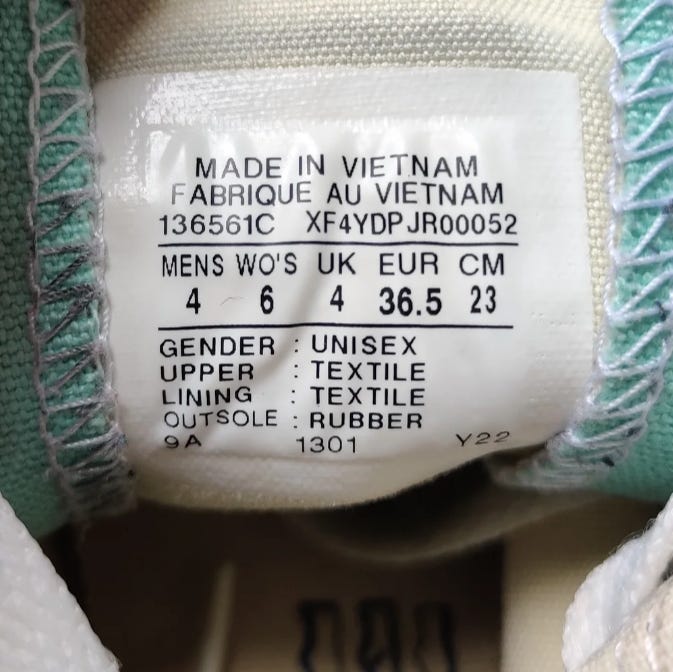 MADE IN VIETNAM
FABRIQUE AU VIETNAM
136561C XF4YDPJR00052
MENS WO'S UK EUR CM
4 6 4 36.5 23
GENDER : UNISEX
UPPER : TEXTILE
LINING : TEXTILE
OUTSOLE : RUBBER
9A 1301 Y22